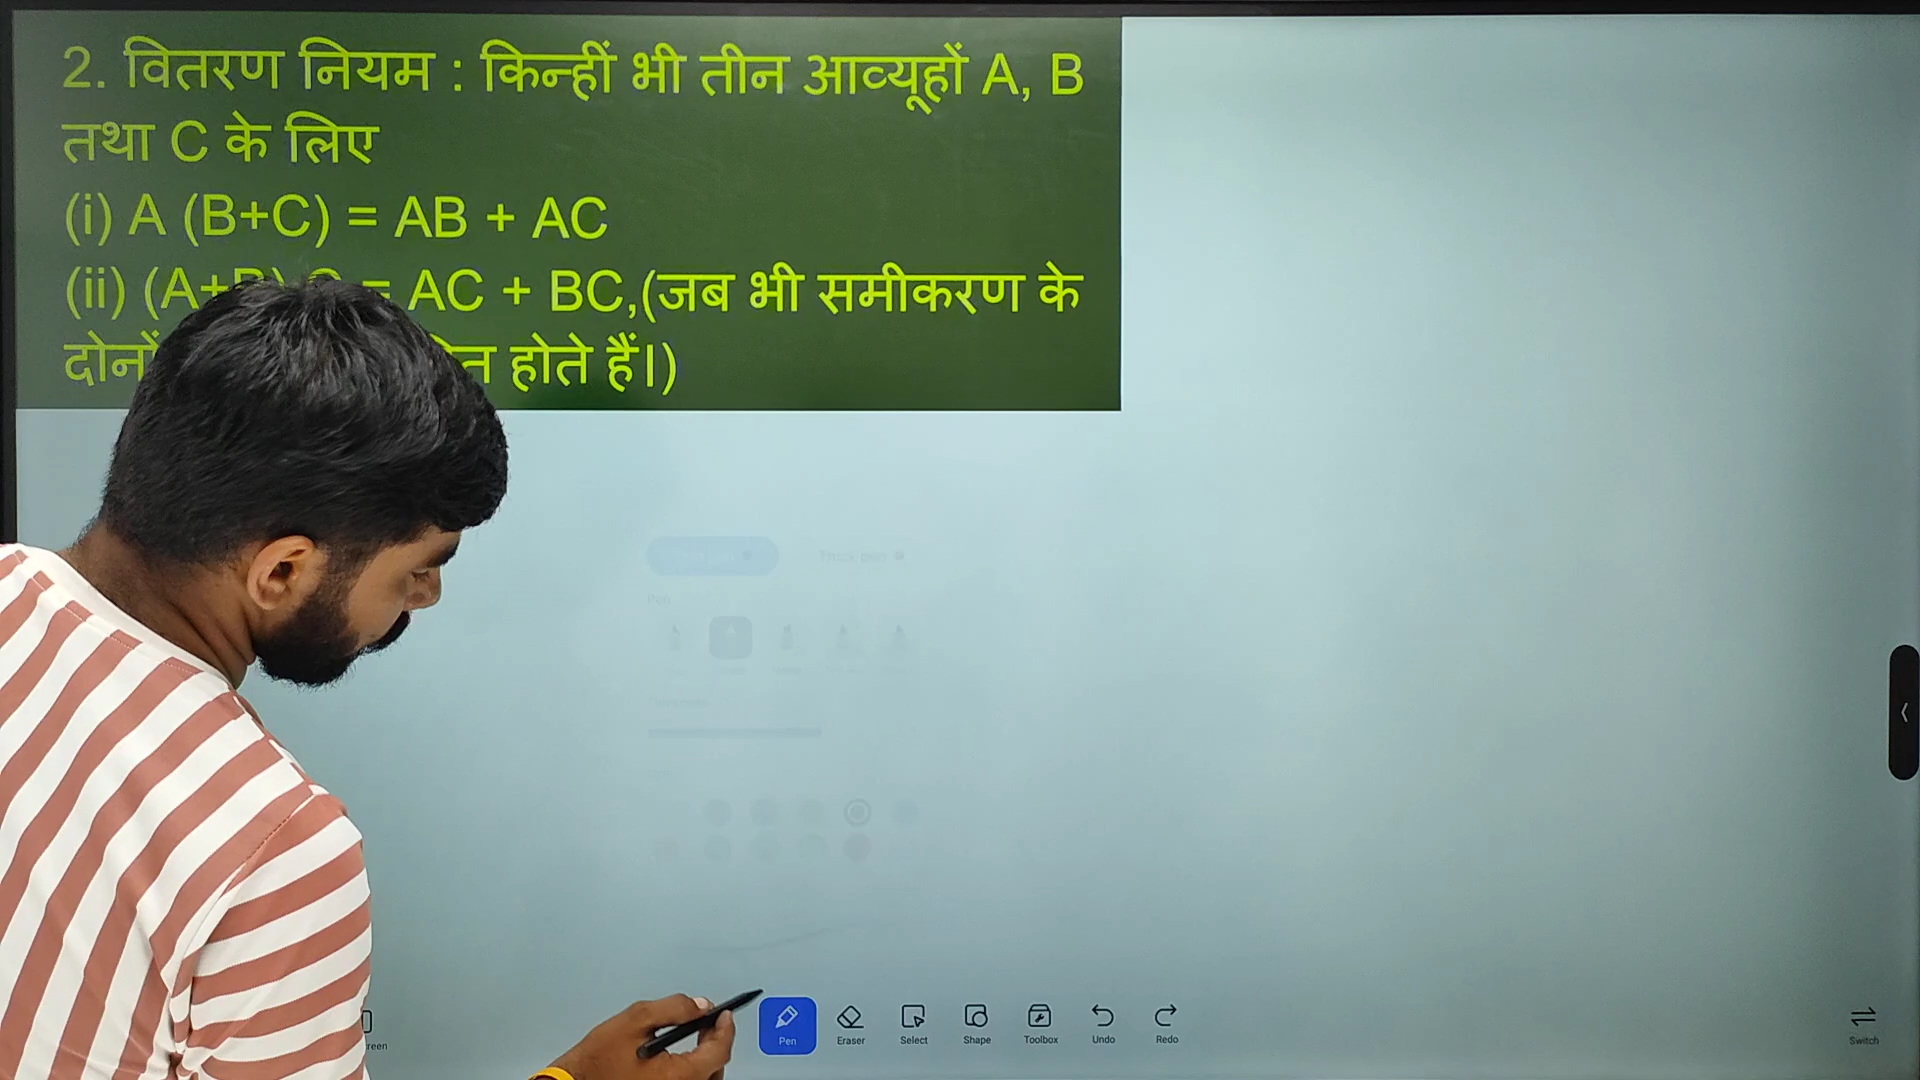 2. वितरण नियम : किन्हीं भी तीन आव्यूहों A, B
तथा C के लिए
(i) A (B+C) = AB + AC
(ii) (A+B) C = AC + BC,(जब भी समीकरण के
दोनों होते हैं।)
Pen
Pen
Eraser
Select
Shape
Toolbox
Undo
Redo
Switch